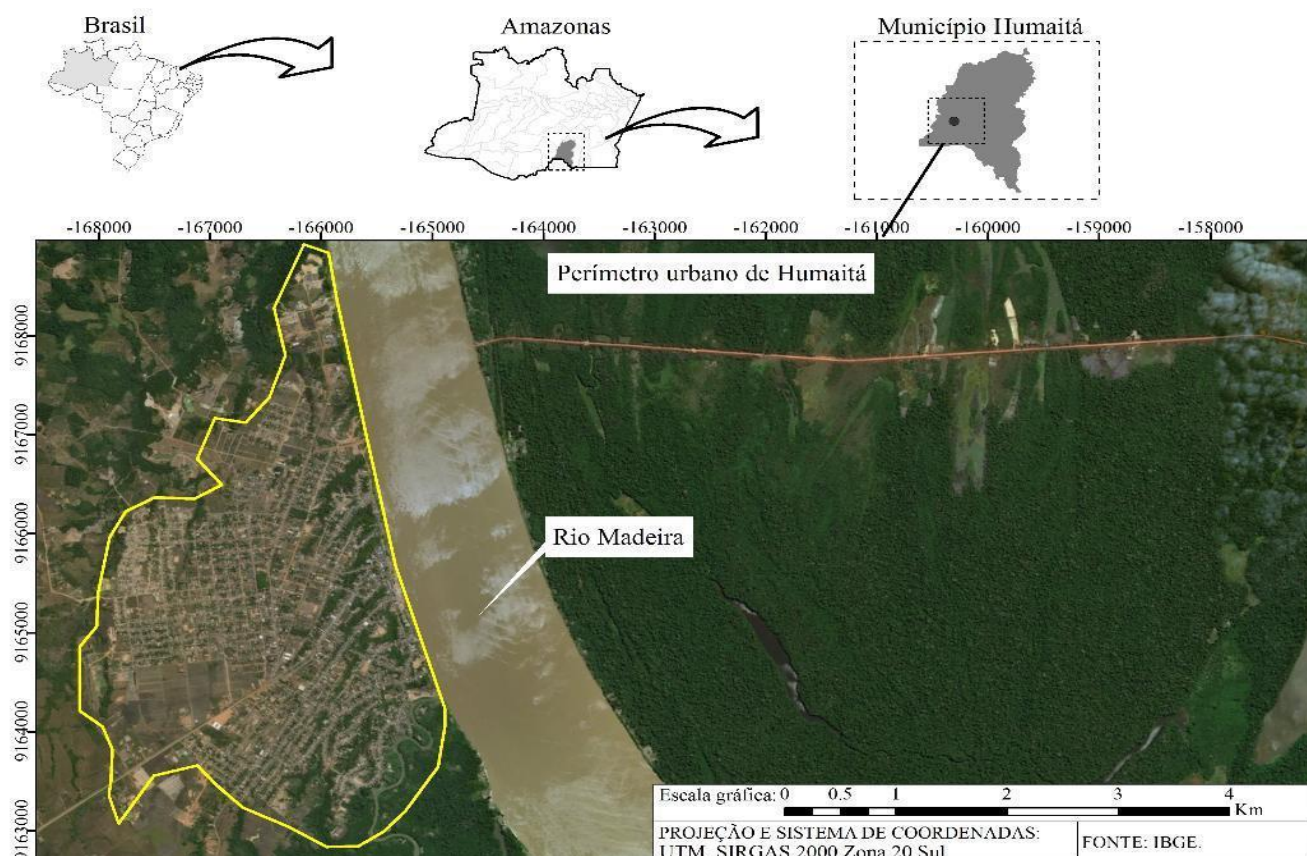 Brasil
Amazonas
Município Humaitá
-168000 -167000 -166000 -165000 -164000 -163000 -162000 -161000 -160000 -159000 -158000
Perímetro urbano de Humaitá
9168000
9167000
9166000
Rio Madeira
9165000
9164000
9163000
Escala gráfica: 0 0.5 1 2 3 4
Km
PROJEÇÃO E SISTEMA DE COORDENADAS:
UTM SIRGAS 2000 Zona 20 Sul
FONTE: IBGE.